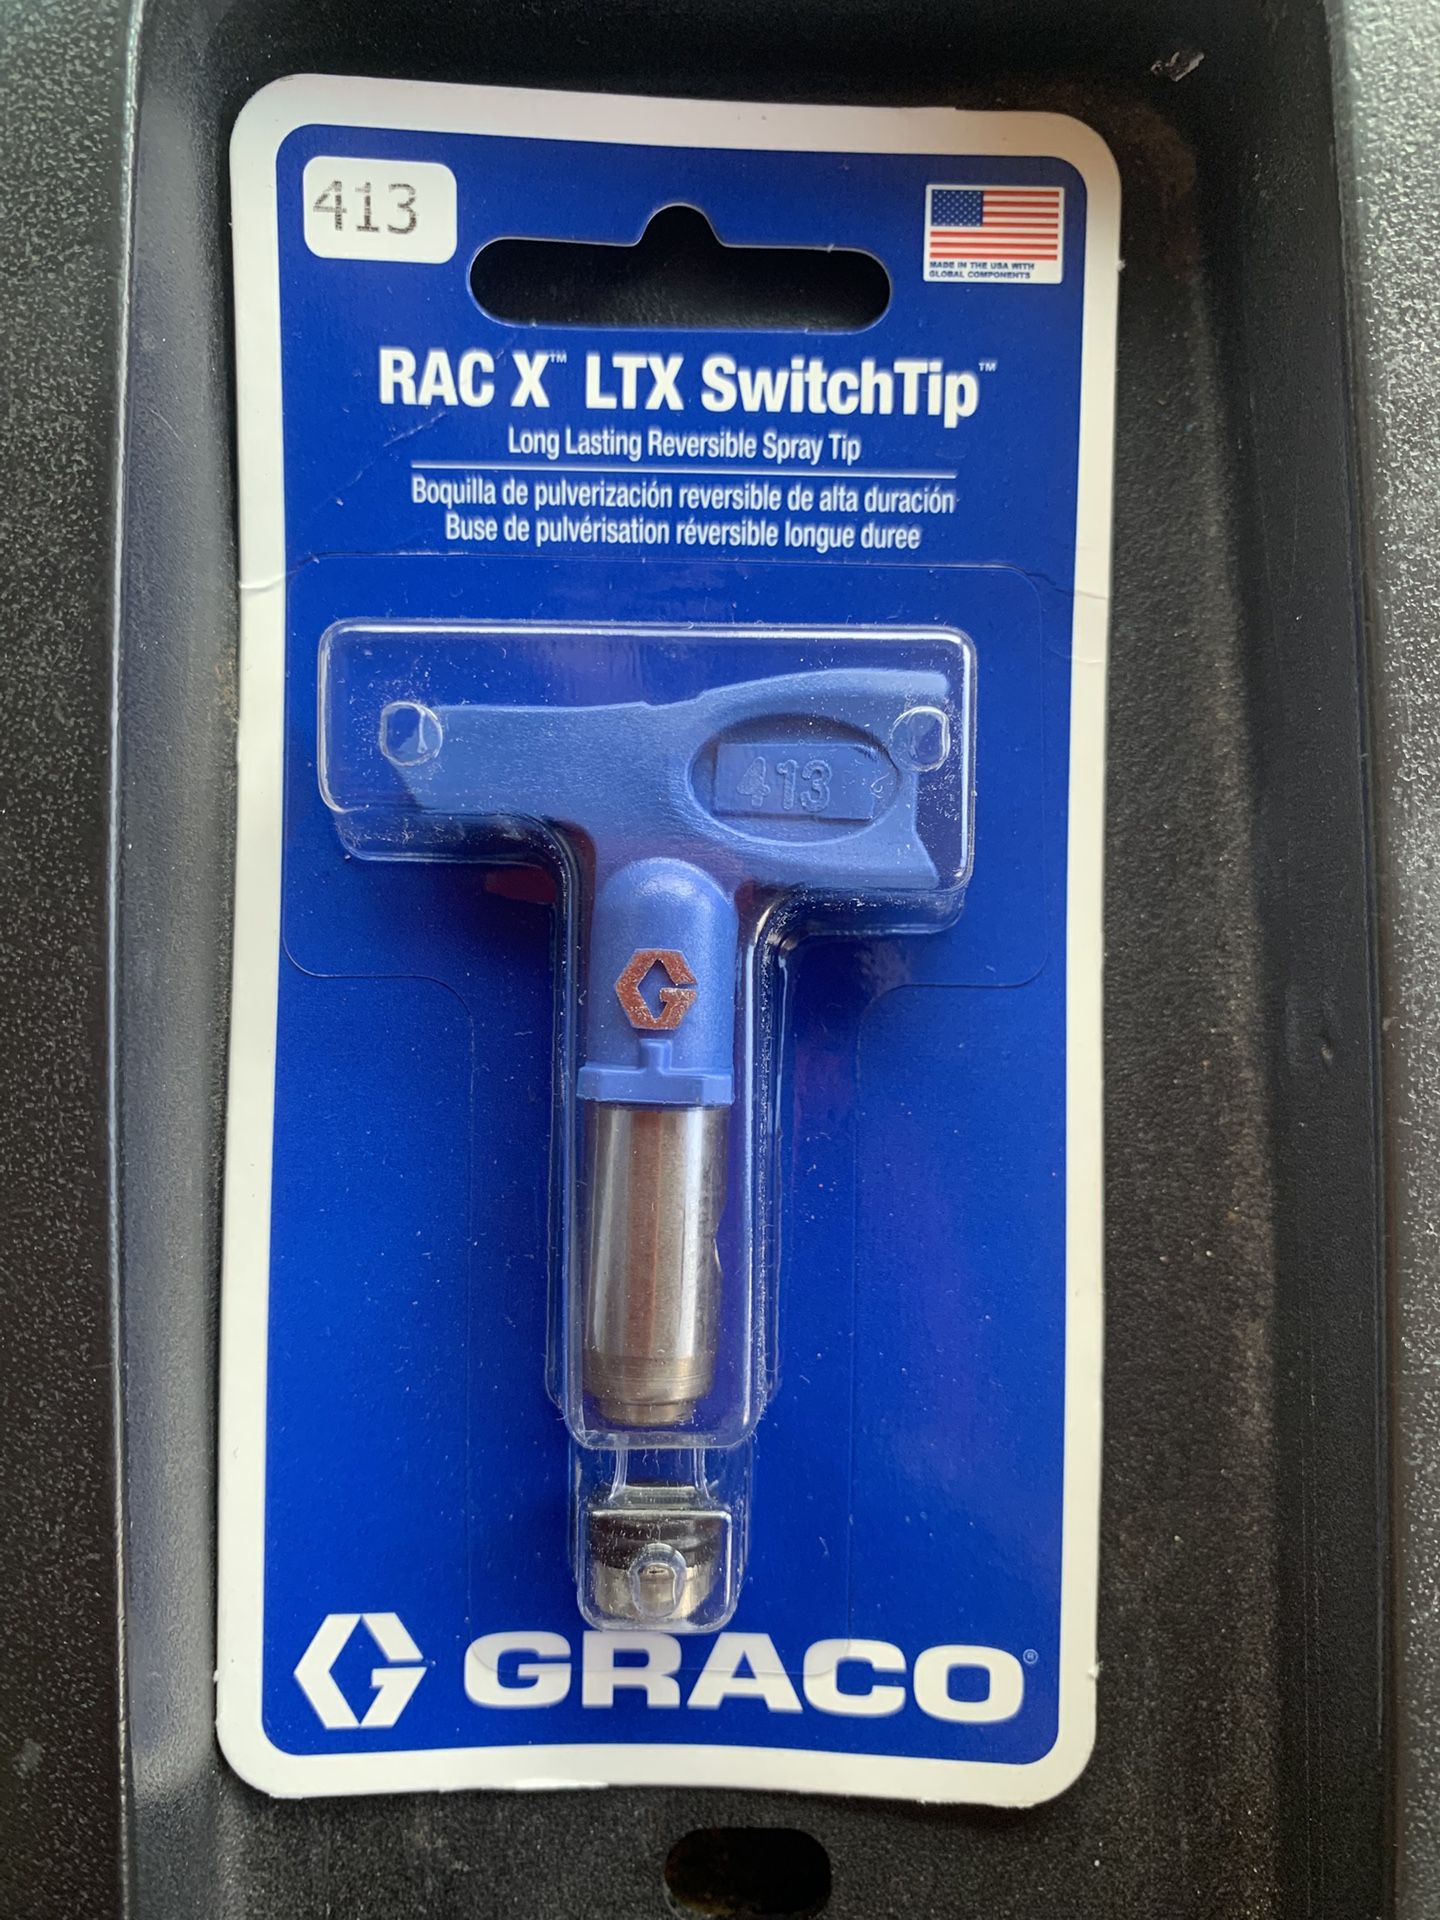 413
MADE IN THE USA WITH
GLOBAL COMPONENTS
RAC X™ LTX SwitchTip™
Long Lasting Reversible Spray Tip
Boquilla de pulverización reversible de alta duración
Buse de pulvérisation réversible longue duree
413
G
GRACO®